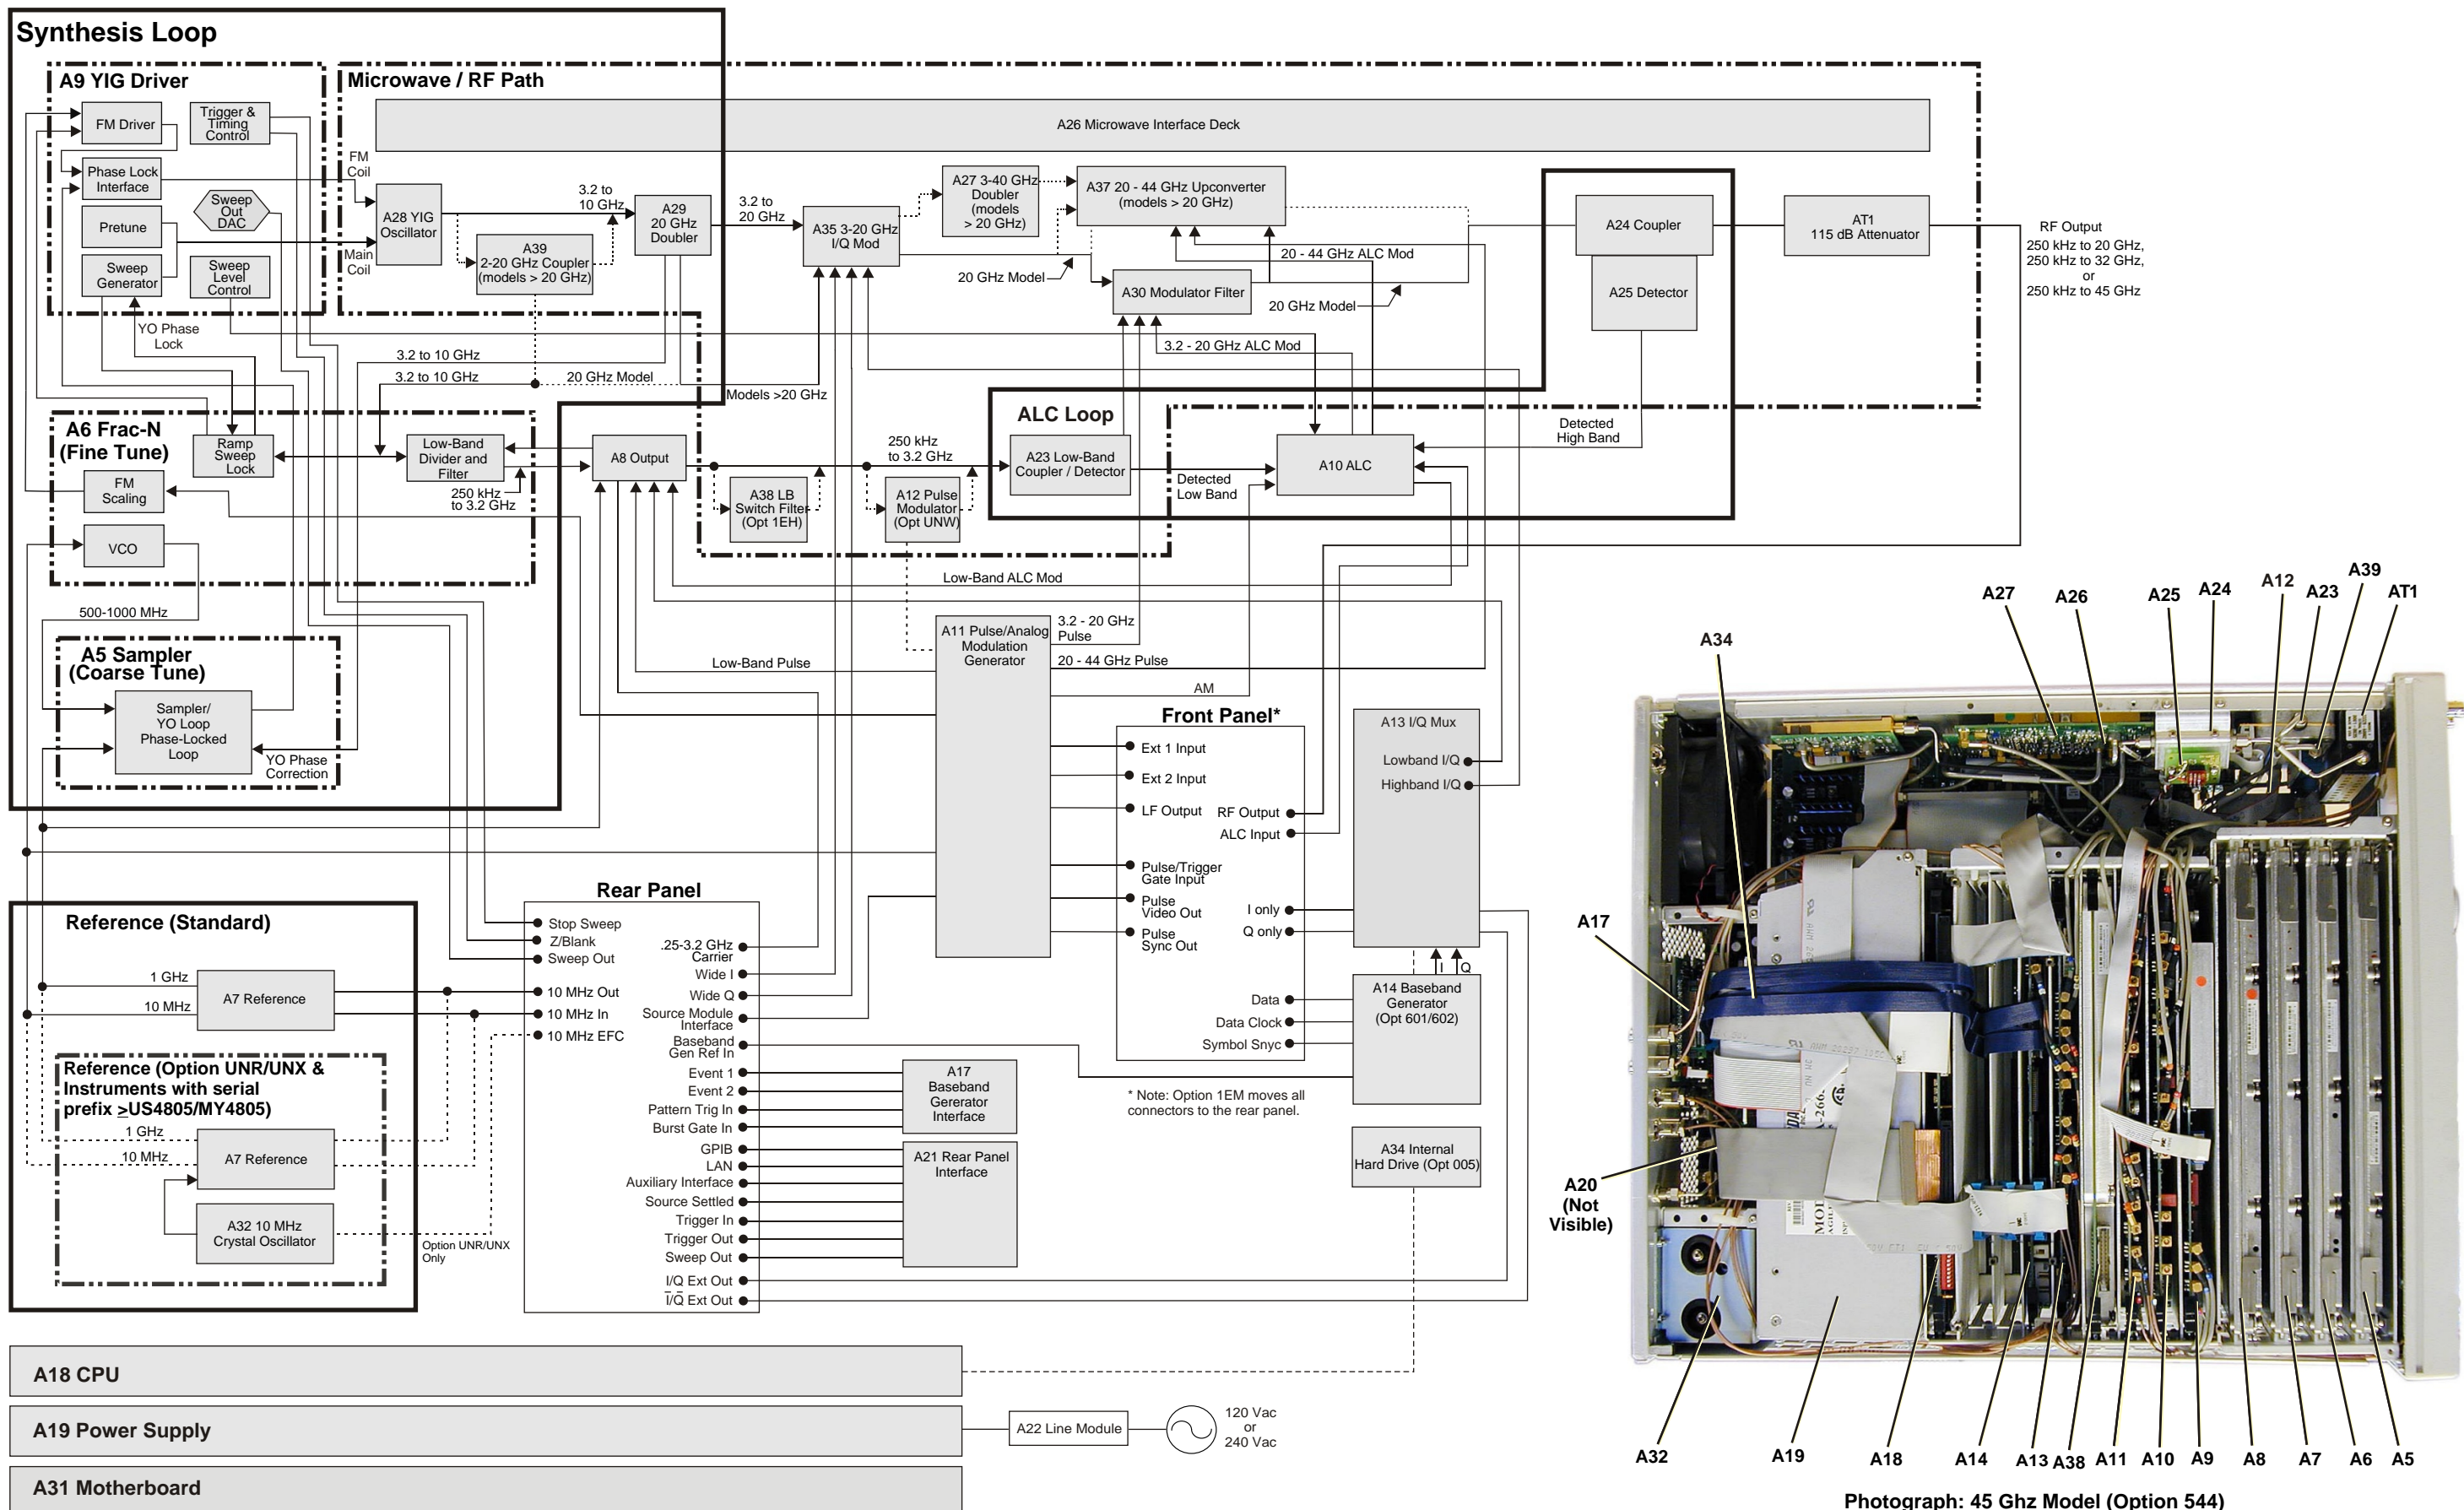 Synthesis Loop
A9 YIG Driver
FM Driver
Trigger &
Timing
Control
Phase Lock
Interface
Sweep
Out
DAC
Pretune
Sweep
Generator
Sweep
Level
Control
YO Phase
Lock
Microwave / RF Path
A26 Microwave Interface Deck
FM
Coil
Main
Coil
A28 YIG
Oscillator
3.2 to
10 GHz
A39
2-20 GHz Coupler
(models > 20 GHz)
A29
20 GHz
Doubler
3.2 to
20 GHz
A35 3-20 GHz
I/Q Mod
A27 3-40 GHz
Doubler
(models
> 20 GHz)
A37 20 - 44 GHz Upconverter
(models > 20 GHz)
20 GHz Model
20 - 44 GHz ALC Mod
A30 Modulator Filter
20 GHz Model
3.2 - 20 GHz ALC Mod
A24 Coupler
A25 Detector
AT1
115 dB Attenuator
RF Output
250 kHz to 20 GHz,
250 kHz to 32 GHz,
or
250 kHz to 45 GHz
3.2 to 10 GHz
3.2 to 10 GHz
20 GHz Model
Models >20 GHz
A6 Frac-N
(Fine Tune)
Ramp
Sweep
Lock
Low-Band
Divider and
Filter
FM
Scaling
VCO
250 kHz
to 3.2 GHz
A8 Output
A38 LB
Switch Filter
(Opt 1EH)
250 kHz
to 3.2 GHz
A12 Pulse
Modulator
(Opt UNW)
ALC Loop
A23 Low-Band
Coupler / Detector
Detected
Low Band
A10 ALC
Detected
High Band
Low-Band ALC Mod
500-1000 MHz
A5 Sampler
(Coarse Tune)
Sampler/
YO Loop
Phase-Locked
Loop
YO Phase
Correction
Low-Band Pulse
A11 Pulse/Analog
Modulation
Generator
3.2 - 20 GHz
Pulse
20 - 44 GHz Pulse
AM
Front Panel*
Ext 1 Input
Ext 2 Input
LF Output
RF Output
ALC Input
Pulse/Trigger
Gate Input
Pulse
Video Out
Pulse
Sync Out
I only
Q only
Data
Data Clock
Symbol Snyc
* Note: Option 1EM moves all
connectors to the rear panel.
A13 I/Q Mux
Lowband I/Q
Highband I/Q
I
Q
A14 Baseband
Generator
(Opt 601/602)
A34 Internal
Hard Drive (Opt 005)
Reference (Standard)
1 GHz
10 MHz
A7 Reference
Reference (Option UNR/UNX &
Instruments with serial
prefix >US4805/MY4805)
1 GHz
10 MHz
A7 Reference
A32 10 MHz
Crystal Oscillator
Option UNR/UNX
Only
Rear Panel
Stop Sweep
Z/Blank
Sweep Out
10 MHz Out
10 MHz In
10 MHz EFC
.25-3.2 GHz
Carrier
Wide I
Wide Q
Source Module
Interface
Baseband
Gen Ref In
Event 1
Event 2
Pattern Trig In
Burst Gate In
GPIB
LAN
Auxiliary Interface
Source Settled
Trigger In
Trigger Out
Sweep Out
I/Q Ext Out
I/Q Ext Out
A17
Baseband
Gererator
Interface
A21 Rear Panel
Interface
A18 CPU
A19 Power Supply
A22 Line Module
120 Vac
or
240 Vac
A31 Motherboard
A34
A27
A26
A25
A24
A12
A23
A39
AT1
A17
A20
(Not
Visible)
A32
A19
A18
A14
A13
A38
A11
A10
A9
A8
A7
A6
A5
Photograph: 45 Ghz Model (Option 544)